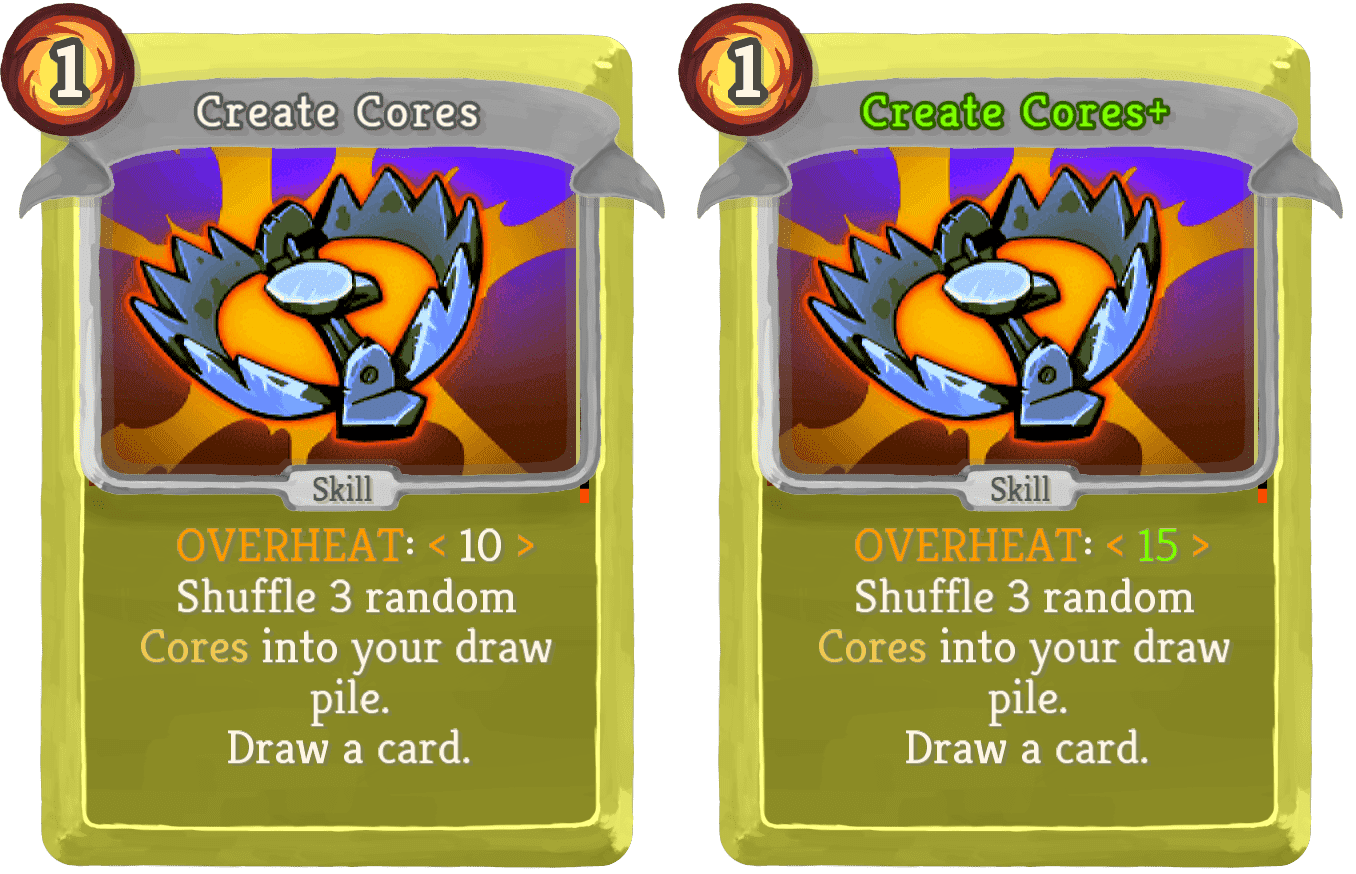 1
Create Cores
Skill
OVERHEAT: < 10 >
Shuffle 3 random
Cores into your draw
pile.
Draw a card.
1
Create Cores+
Skill
OVERHEAT: < 15 >
Shuffle 3 random
Cores into your draw
pile.
Draw a card.